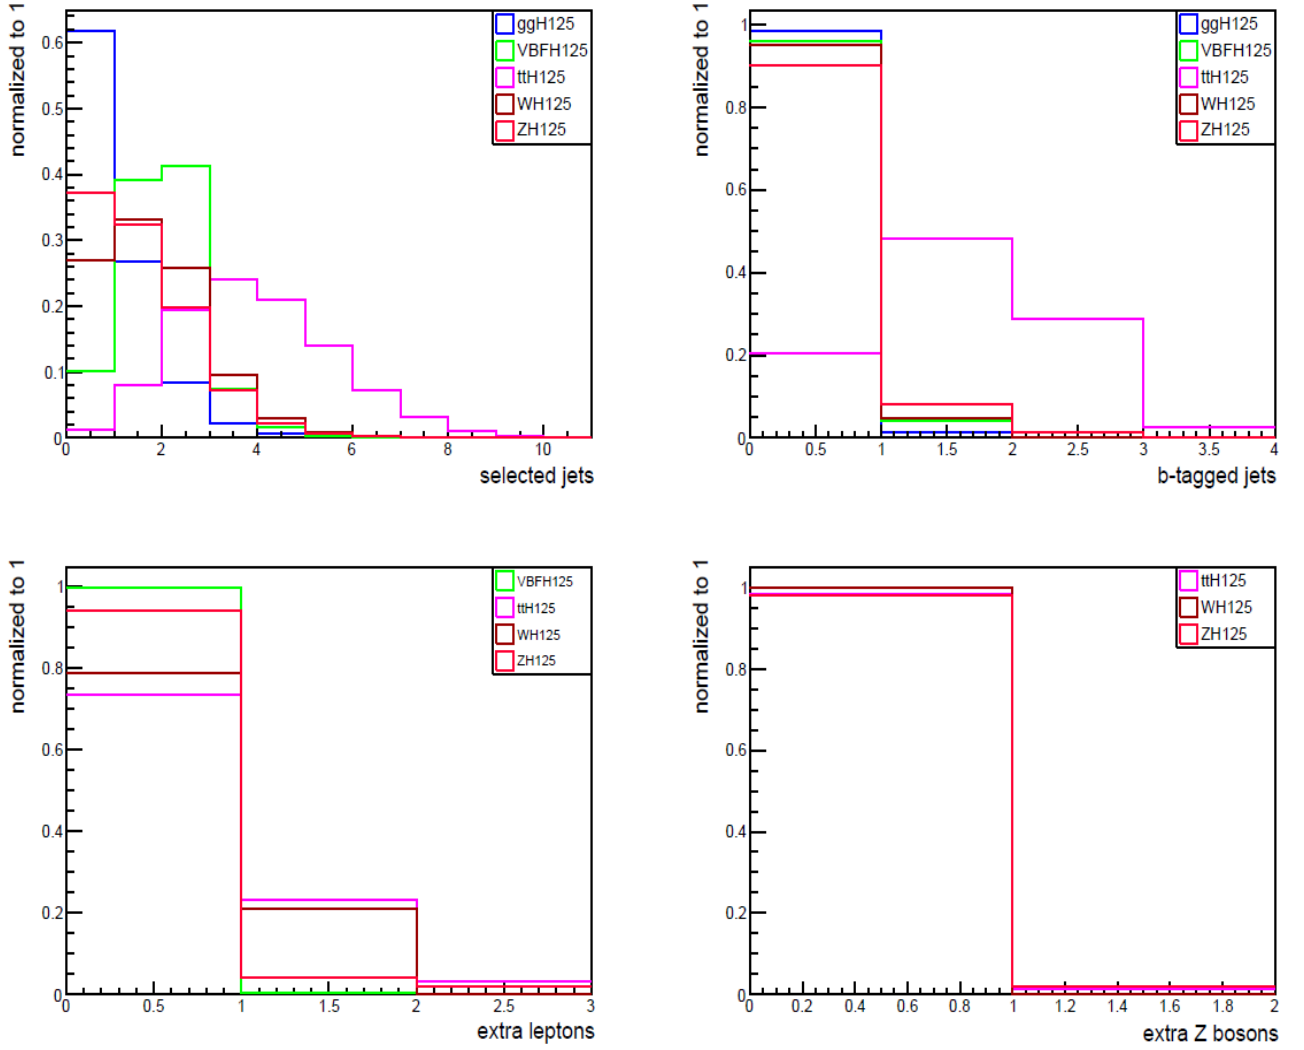 normalized to 1
0.6
0.5
0.4
0.3
0.2
0.1
0
0 2 4 6 8 10
selected jets
ggH125
VBFH125
ttH125
WH125
ZH125
normalized to 1
1
0.8
0.6
0.4
0.2
0
0 0.5 1 1.5 2 2.5 3 3.5 4
b-tagged jets
ggH125
VBFH125
ttH125
WH125
ZH125
normalized to 1
1
0.8
0.6
0.4
0.2
0
0 0.5 1 1.5 2 2.5 3
extra leptons
VBFH125
ttH125
WH125
ZH125
normalized to 1
1
0.8
0.6
0.4
0.2
0
0 0.2 0.4 0.6 0.8 1 1.2 1.4 1.6 1.8 2
extra Z bosons
ttH125
WH125
ZH125